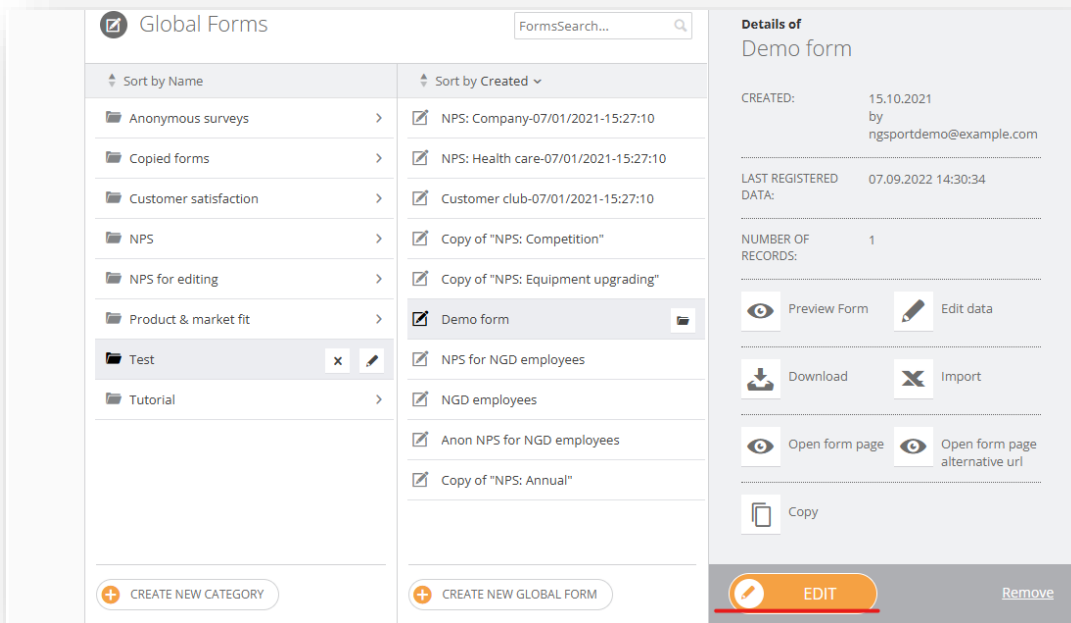 Global Forms
FormsSearch...
Sort by Name
Anonymous surveys
Copied forms
Customer satisfaction
NPS
NPS for editing
Product & market fit
Test
Tutorial
CREATE NEW CATEGORY
Sort by Created
NPS: Company-07/01/2021-15:27:10
NPS: Health care-07/01/2021-15:27:10
Customer club-07/01/2021-15:27:10
Copy of "NPS: Competition"
Copy of "NPS: Equipment upgrading"
Demo form
NPS for NGD employees
NGD employees
Anon NPS for NGD employees
Copy of "NPS: Annual"
CREATE NEW GLOBAL FORM
Details of
Demo form
CREATED:
15.10.2021
by
ngsportdemo@example.com
LAST REGISTERED
DATA:
07.09.2022 14:30:34
NUMBER OF
RECORDS:
1
Preview Form
Edit data
Download
Import
Open form page
Open form page
alternative url
Copy
EDIT
Remove